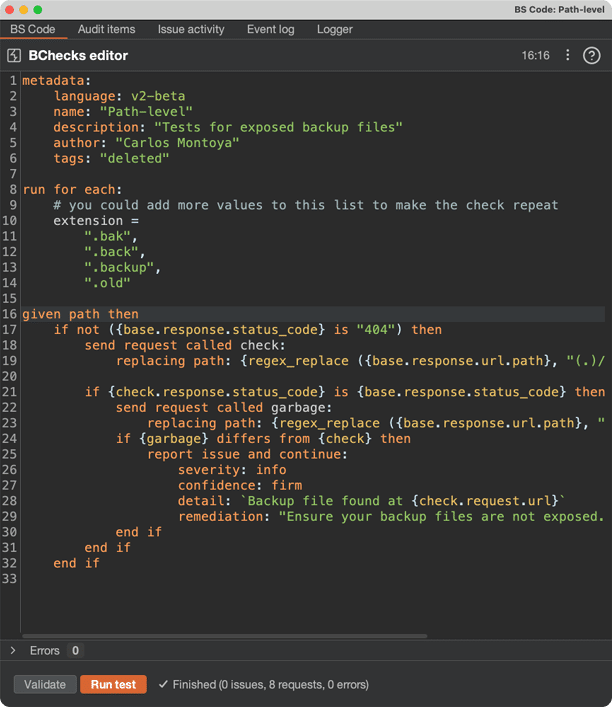 BS Code: Path-level
BS Code Audit items Issue activity Event log Logger
BChecks editor 16:16 ?
1 metadata:
2     language: v2-beta
3     name: "Path-level"
4     description: "Tests for exposed backup files"
5     author: "Carlos Montoya"
6     tags: "deleted"
7
8 run for each:
9     # you could add more values to this list to make the check repeat
10     extension =
11         ".bak",
12         ".back",
13         ".backup",
14         ".old"
15
16 given path then
17     if not ({base.response.status_code} is "404") then
18         send request called check:
19             replacing path: {regex_replace ({base.response.url.path}, "(.)/
20
21         if {check.response.status_code} is {base.response.status_code} then
22             send request called garbage:
23                 replacing path: {regex_replace ({base.response.url.path}, "
24             if {garbage} differs from {check} then
25                 report issue and continue:
26                     severity: info
27                     confidence: firm
28                     detail: `Backup file found at {check.request.url}`
29                     remediation: "Ensure your backup files are not exposed.
30             end if
31         end if
32     end if
33
Errors 0
Validate Run test Finished (0 issues, 8 requests, 0 errors)